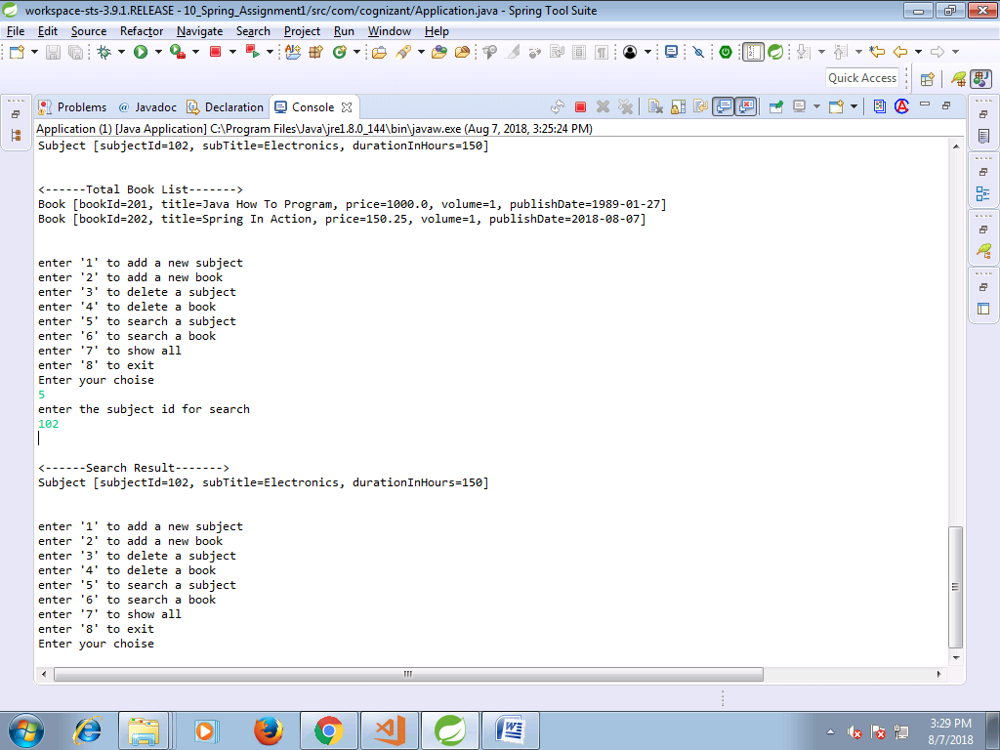 workspace-sts-3.9.1.RELEASE - 10_Spring_Assignment1/src/com/cognizant/Application.java - Spring Tool Suite
File Edit Source Refactor Navigate Search Project Run Window Help
Quick Access
Problems @ Javadoc Declaration Console
Application (1) [Java Application] C:\Program Files\Java\jre1.8.0_144\bin\javaw.exe (Aug 7, 2018, 3:25:24 PM)
Subject [subjectId=102, subTitle=Electronics, durationInHours=150]
<------Total Book List------->
Book [bookId=201, title=Java How To Program, price=1000.0, volume=1, publishDate=1989-01-27]
Book [bookId=202, title=Spring In Action, price=150.25, volume=1, publishDate=2018-08-07]
enter '1' to add a new subject
enter '2' to add a new book
enter '3' to delete a subject
enter '4' to delete a book
enter '5' to search a subject
enter '6' to search a book
enter '7' to show all
enter '8' to exit
Enter your choise
5
enter the subject id for search
102
<------Search Result------->
Subject [subjectId=102, subTitle=Electronics, durationInHours=150]
enter '1' to add a new subject
enter '2' to add a new book
enter '3' to delete a subject
enter '4' to delete a book
enter '5' to search a subject
enter '6' to search a book
enter '7' to show all
enter '8' to exit
Enter your choise
3:29 PM
8/7/2018